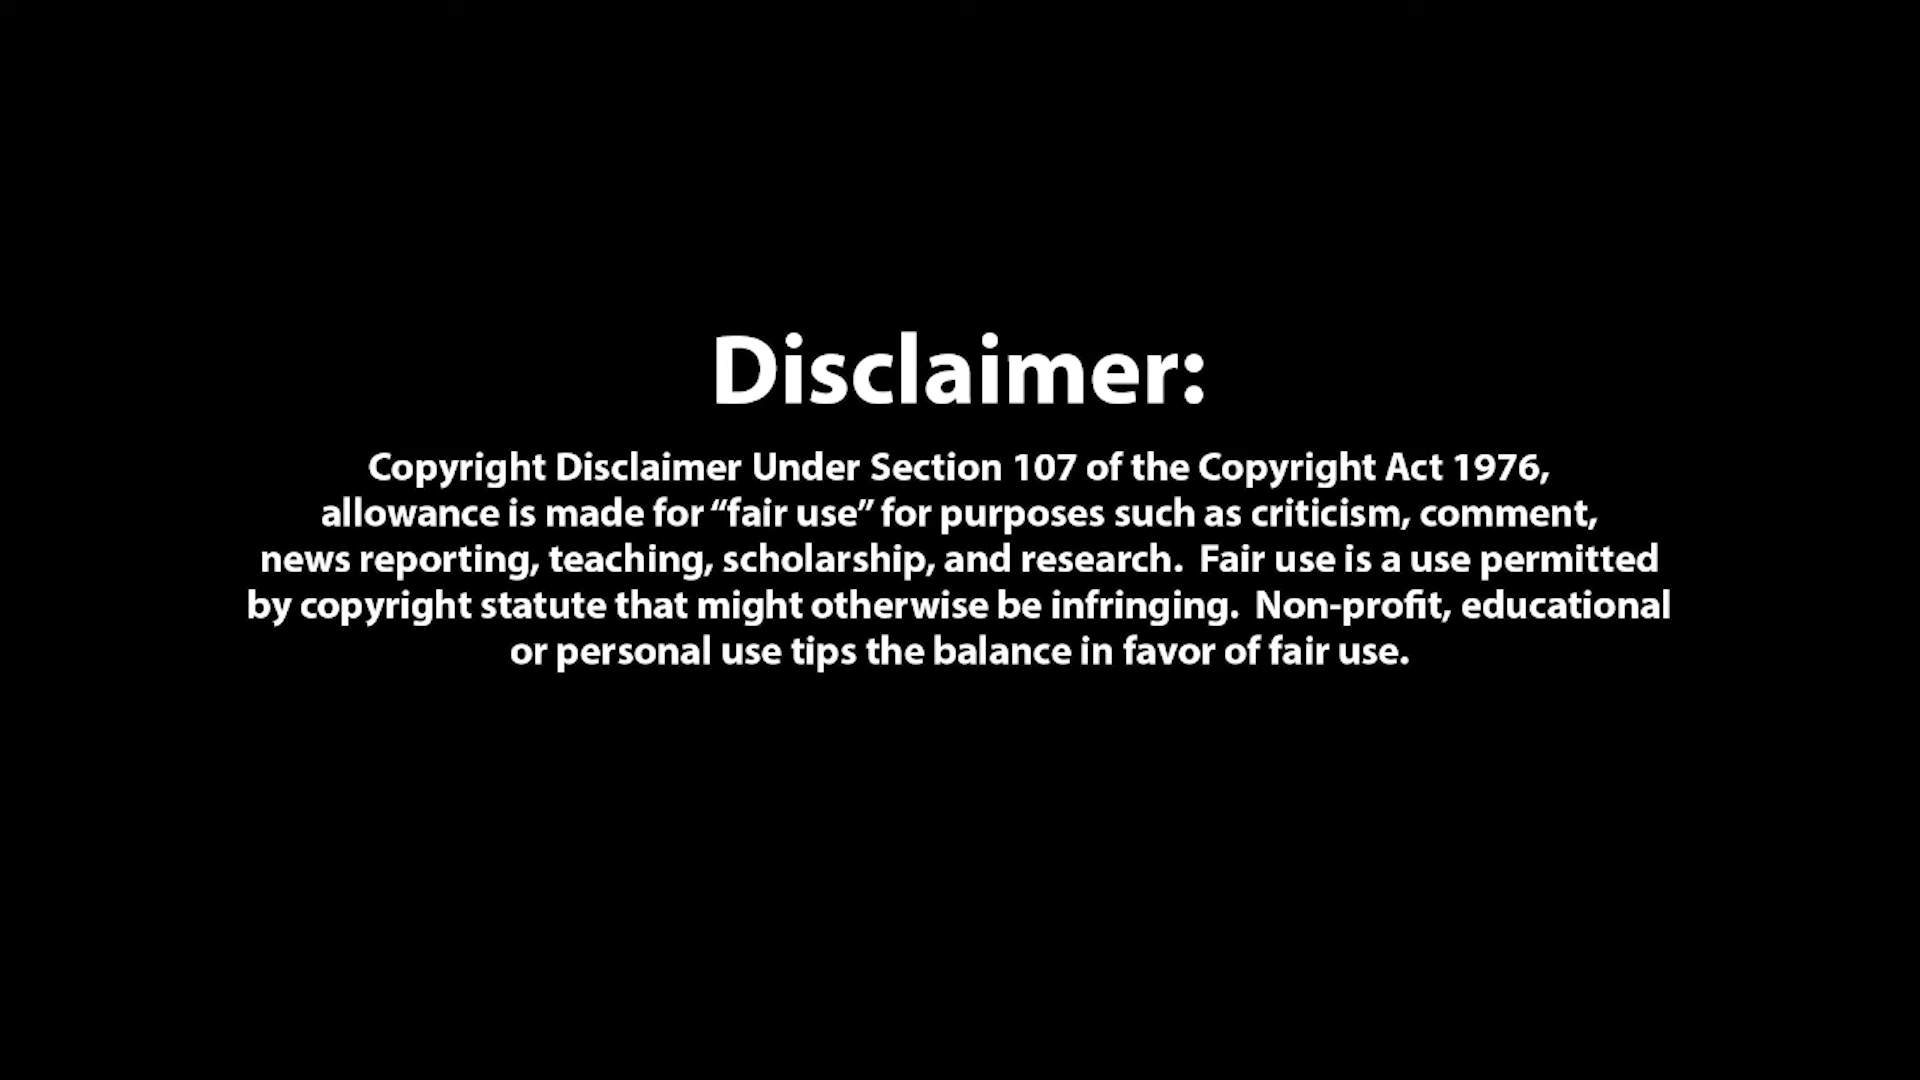 Disclaimer:
Copyright Disclaimer Under Section 107 of the Copyright Act 1976,
allowance is made for “fair use” for purposes such as criticism, comment,
news reporting, teaching, scholarship, and research.  Fair use is a use permitted
by copyright statute that might otherwise be infringing.  Non-profit, educational
or personal use tips the balance in favor of fair use.